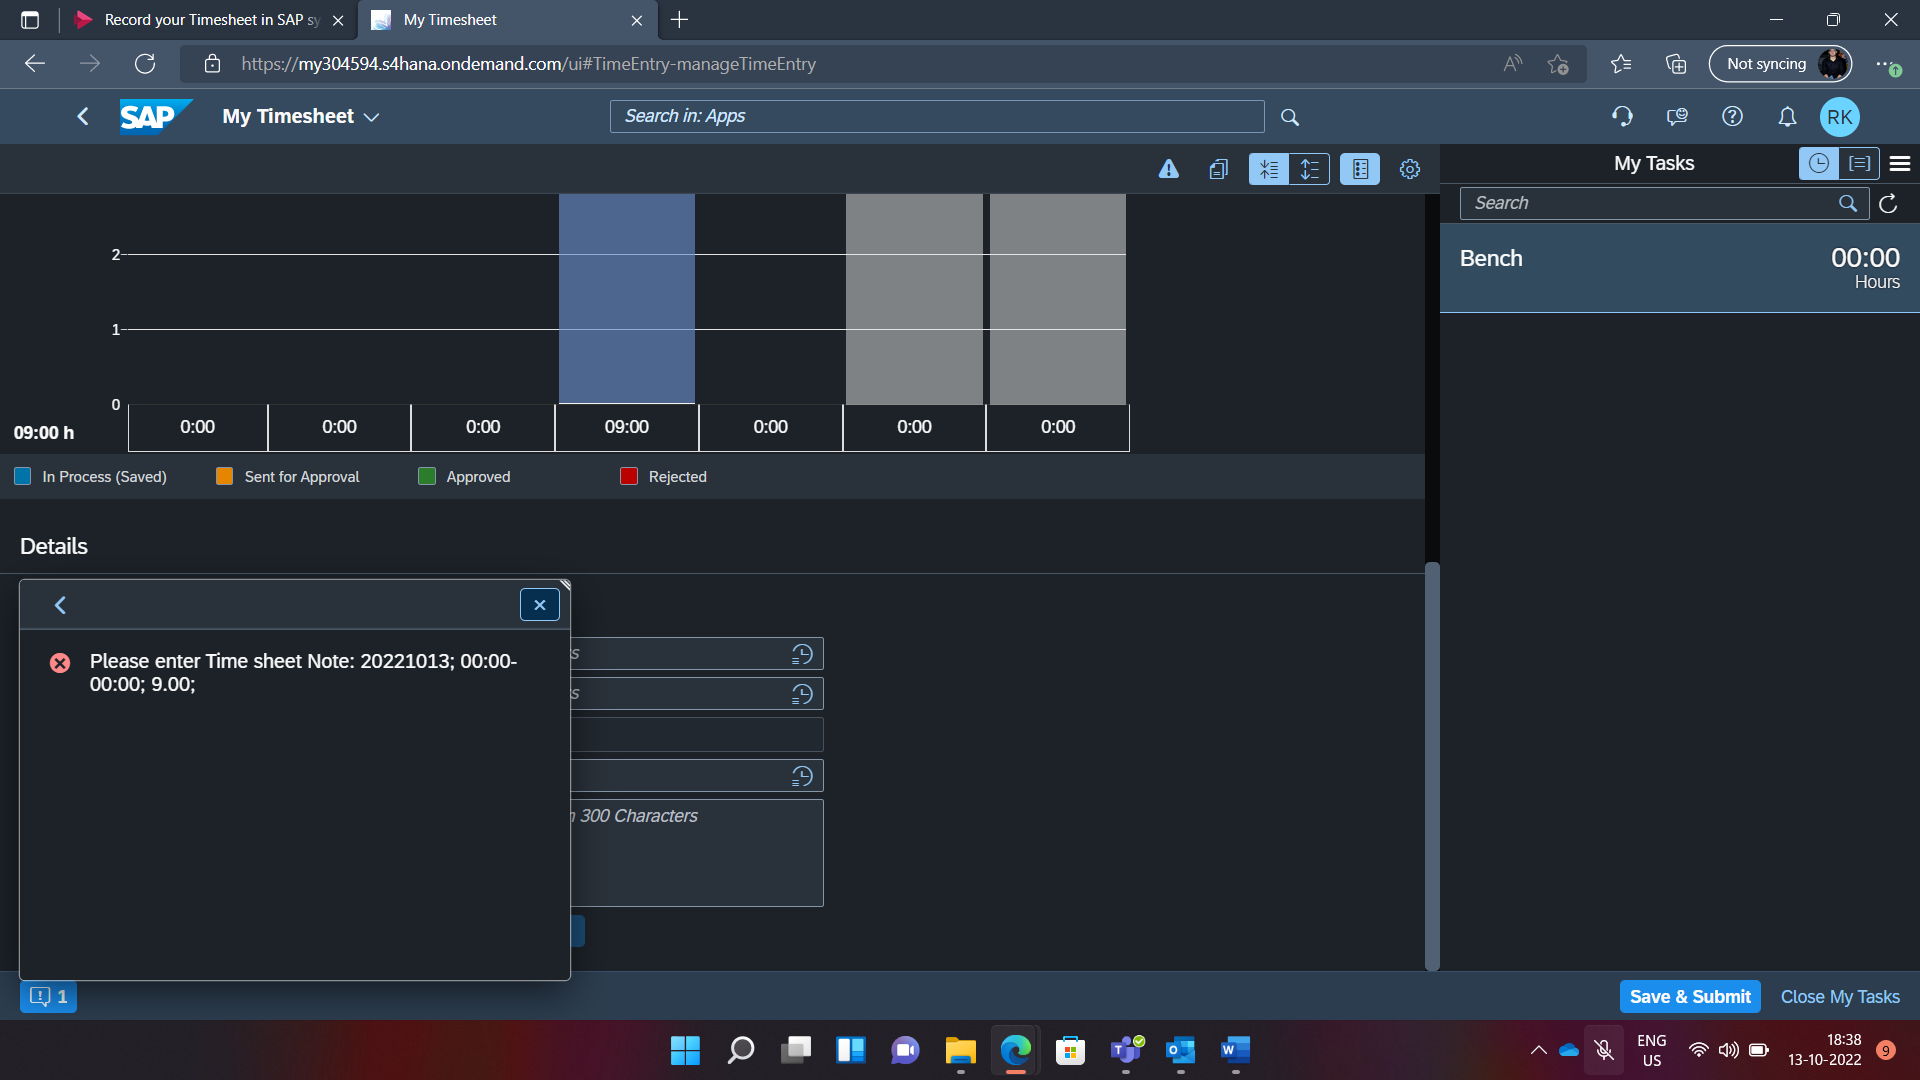 Record your Timesheet in SAP sy
My Timesheet
https://my304594.s4hana.ondemand.com/ui#TimeEntry-manageTimeEntry
Not syncing
SAP
My Timesheet
Search in: Apps
RK
My Tasks
Search
Bench
00:00
Hours
2
1
0
09:00 h
0:00
0:00
0:00
09:00
0:00
0:00
0:00
In Process (Saved)
Sent for Approval
Approved
Rejected
Details
Please enter Time sheet Note: 20221013; 00:00-
00:00; 9.00;
s
s
300 Characters
1
Save & Submit
Close My Tasks
ENG
US
18:38
13-10-2022
9